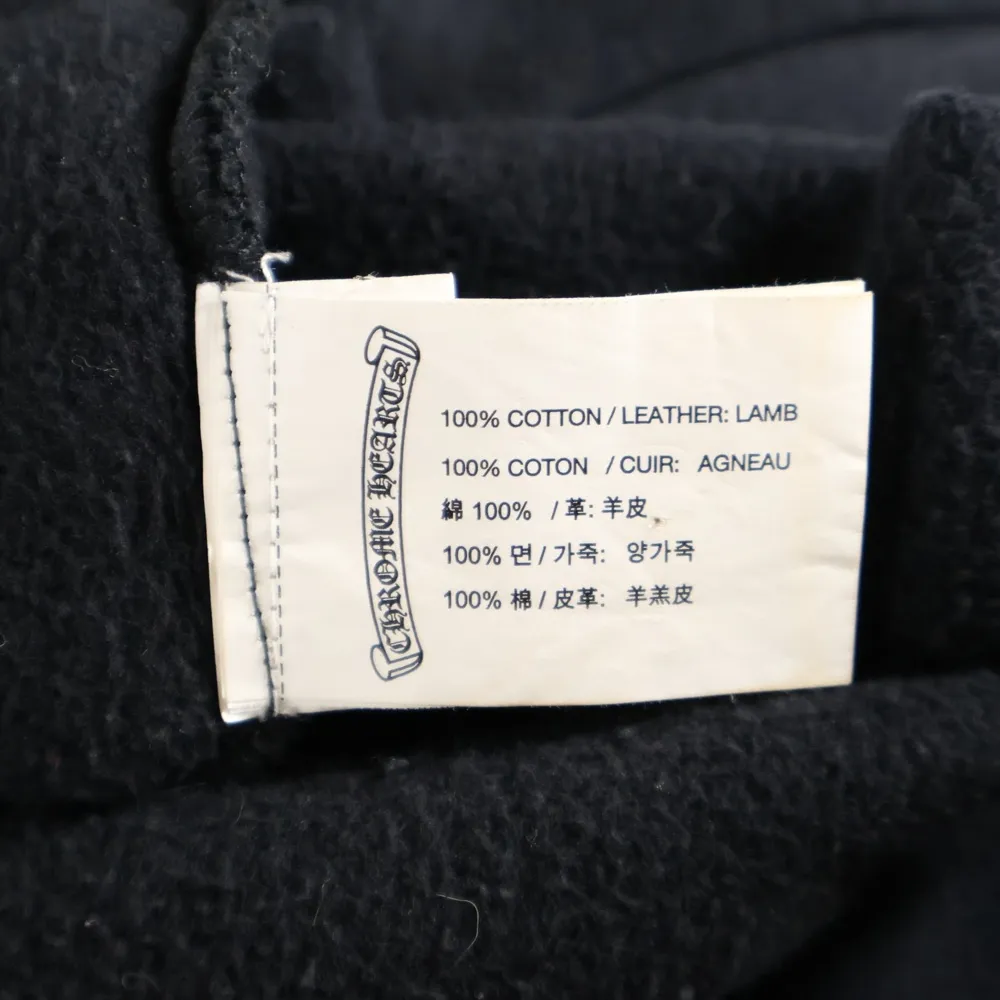 CHROME HEARTS
100% COTTON / LEATHER: LAMB
100% COTON / CUIR: AGNEAU
綿 100% / 革: 羊皮
100% 면 / 가죽: 양가죽
100% 棉 / 皮革: 羊羔皮